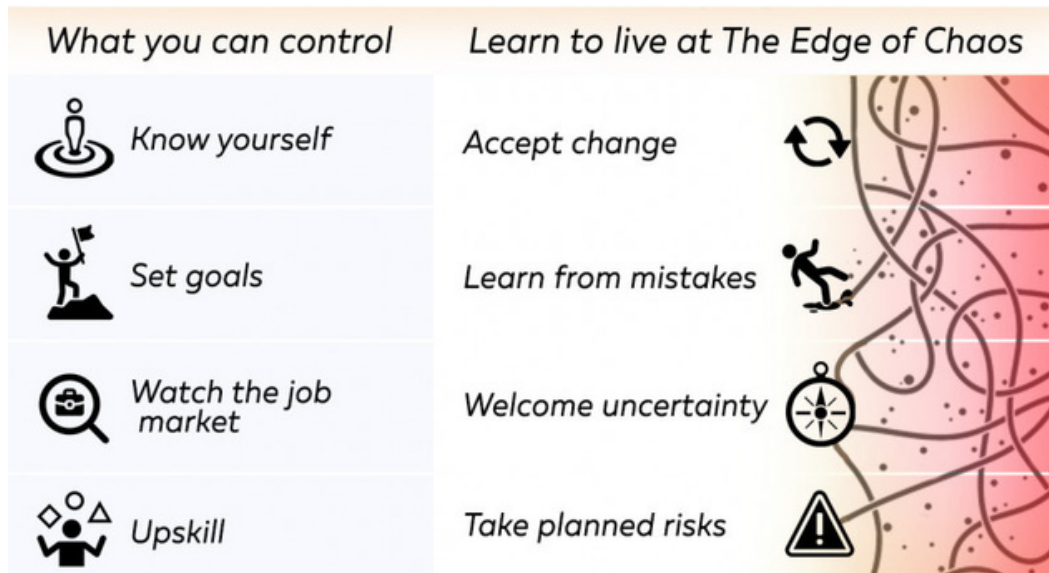 What you can control
Learn to live at The Edge of Chaos
Know yourself
Accept change
Set goals
Learn from mistakes
Watch the job
market
Welcome uncertainty
Upskill
Take planned risks